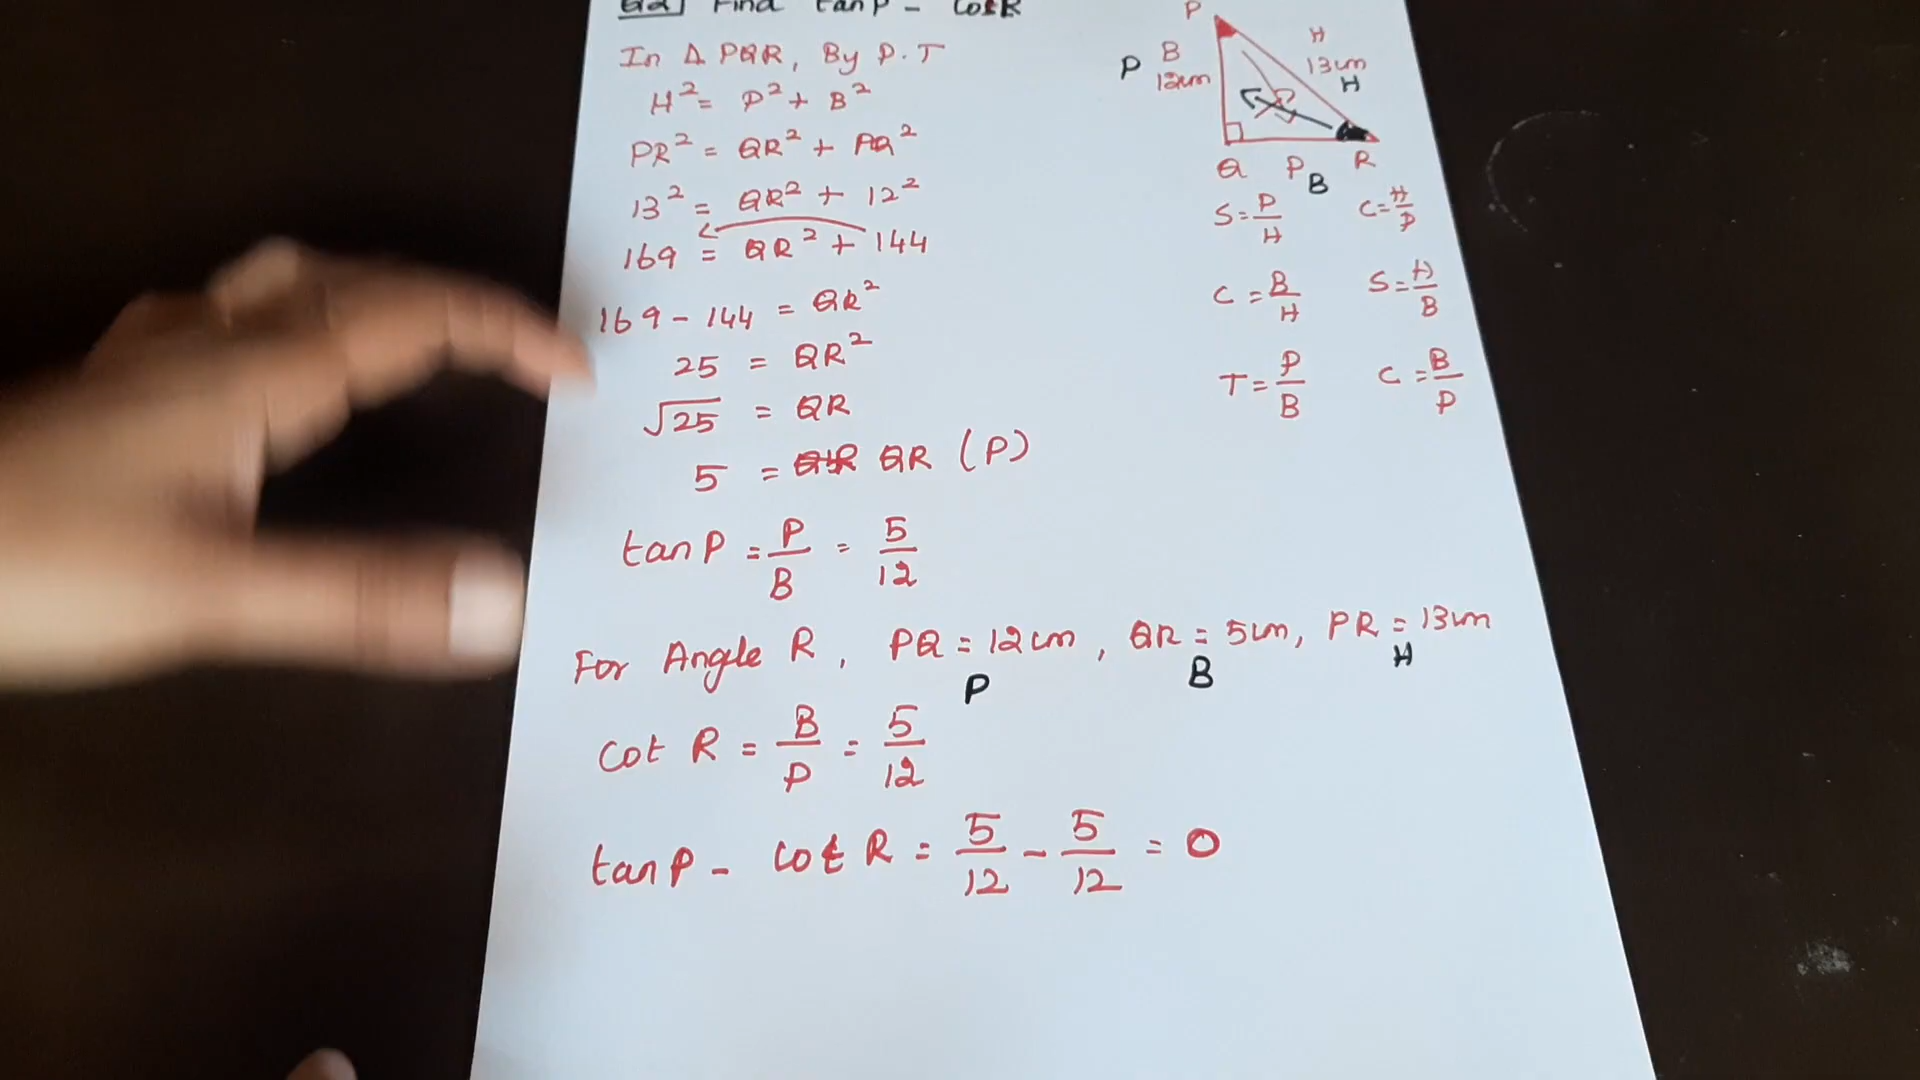 Q2] Find tan P - Cot R
In Δ PQR, By P.T
H² = P² + B²
PR² = QR² + PQ²
13² = QR² + 12²
169 = QR² + 144
169 - 144 = QR²
25 = QR²
√25 = QR
5 = QR QR (P)
tan P = P/B = 5/12
For Angle R, PQ = 12cm, QR = 5cm, PR = 13cm
P B H
Cot R = B/P = 5/12
tan P - Cot R = 5/12 - 5/12 = 0
P
P B
12cm
H
13cm
H
Q P R
B
S = P/H C = H/P
C = B/H S = H/B
T = P/B C = B/P